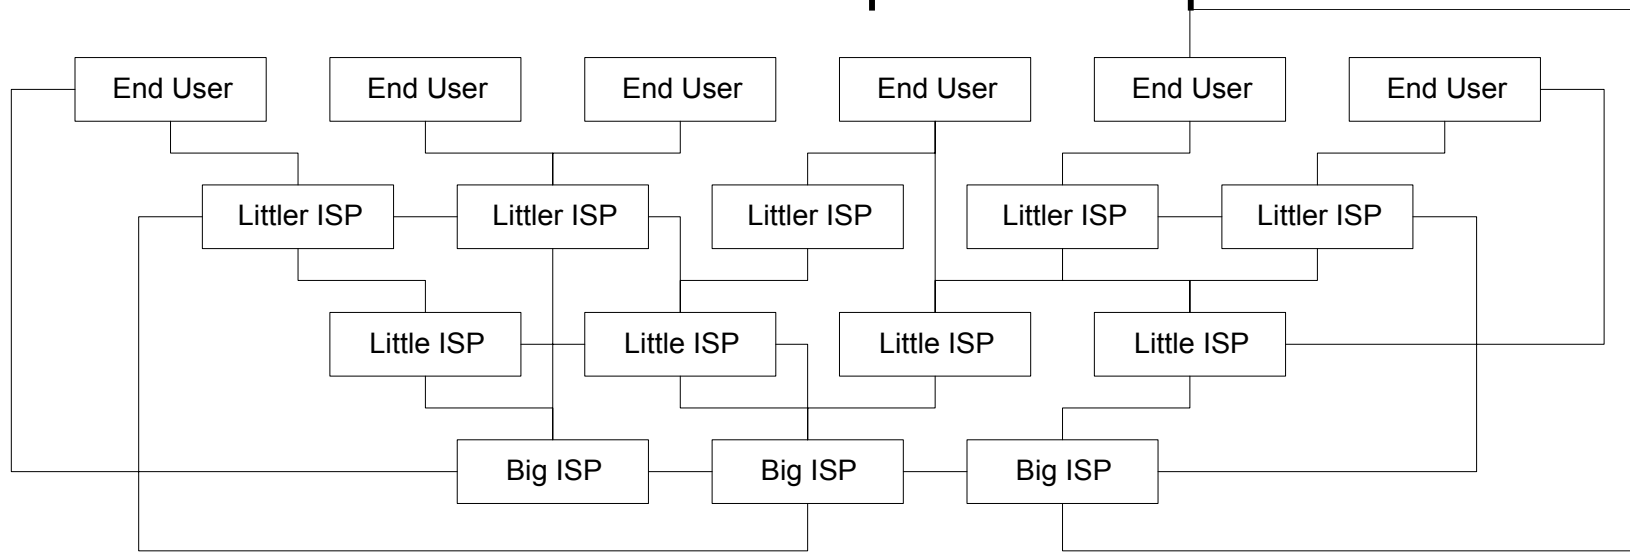 End User End User End User End User End User End User
Littler ISP Littler ISP Littler ISP Littler ISP Littler ISP
Little ISP Little ISP Little ISP Little ISP
Big ISP Big ISP Big ISP